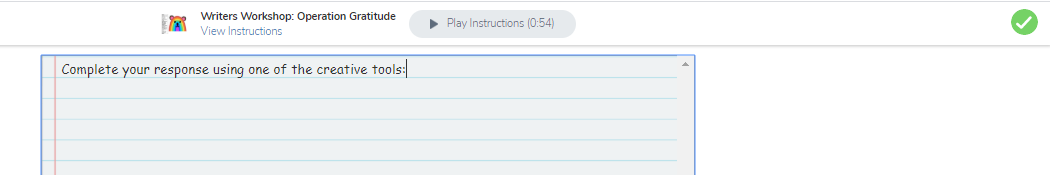 Writers Workshop: Operation Gratitude
View Instructions
Play Instructions (0:54)
Complete your response using one of the creative tools: